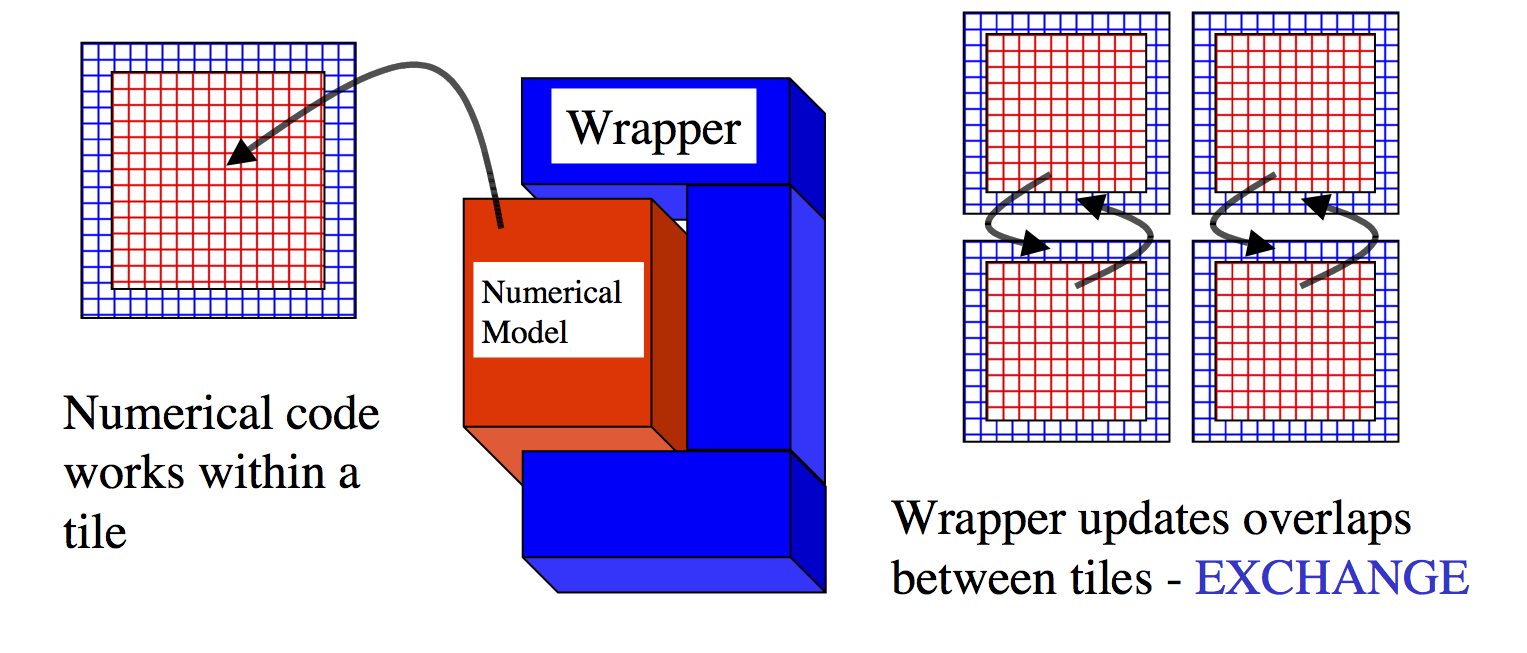 Wrapper
Numerical
Model
Numerical code
works within a
tile
Wrapper updates overlaps
between tiles - EXCHANGE